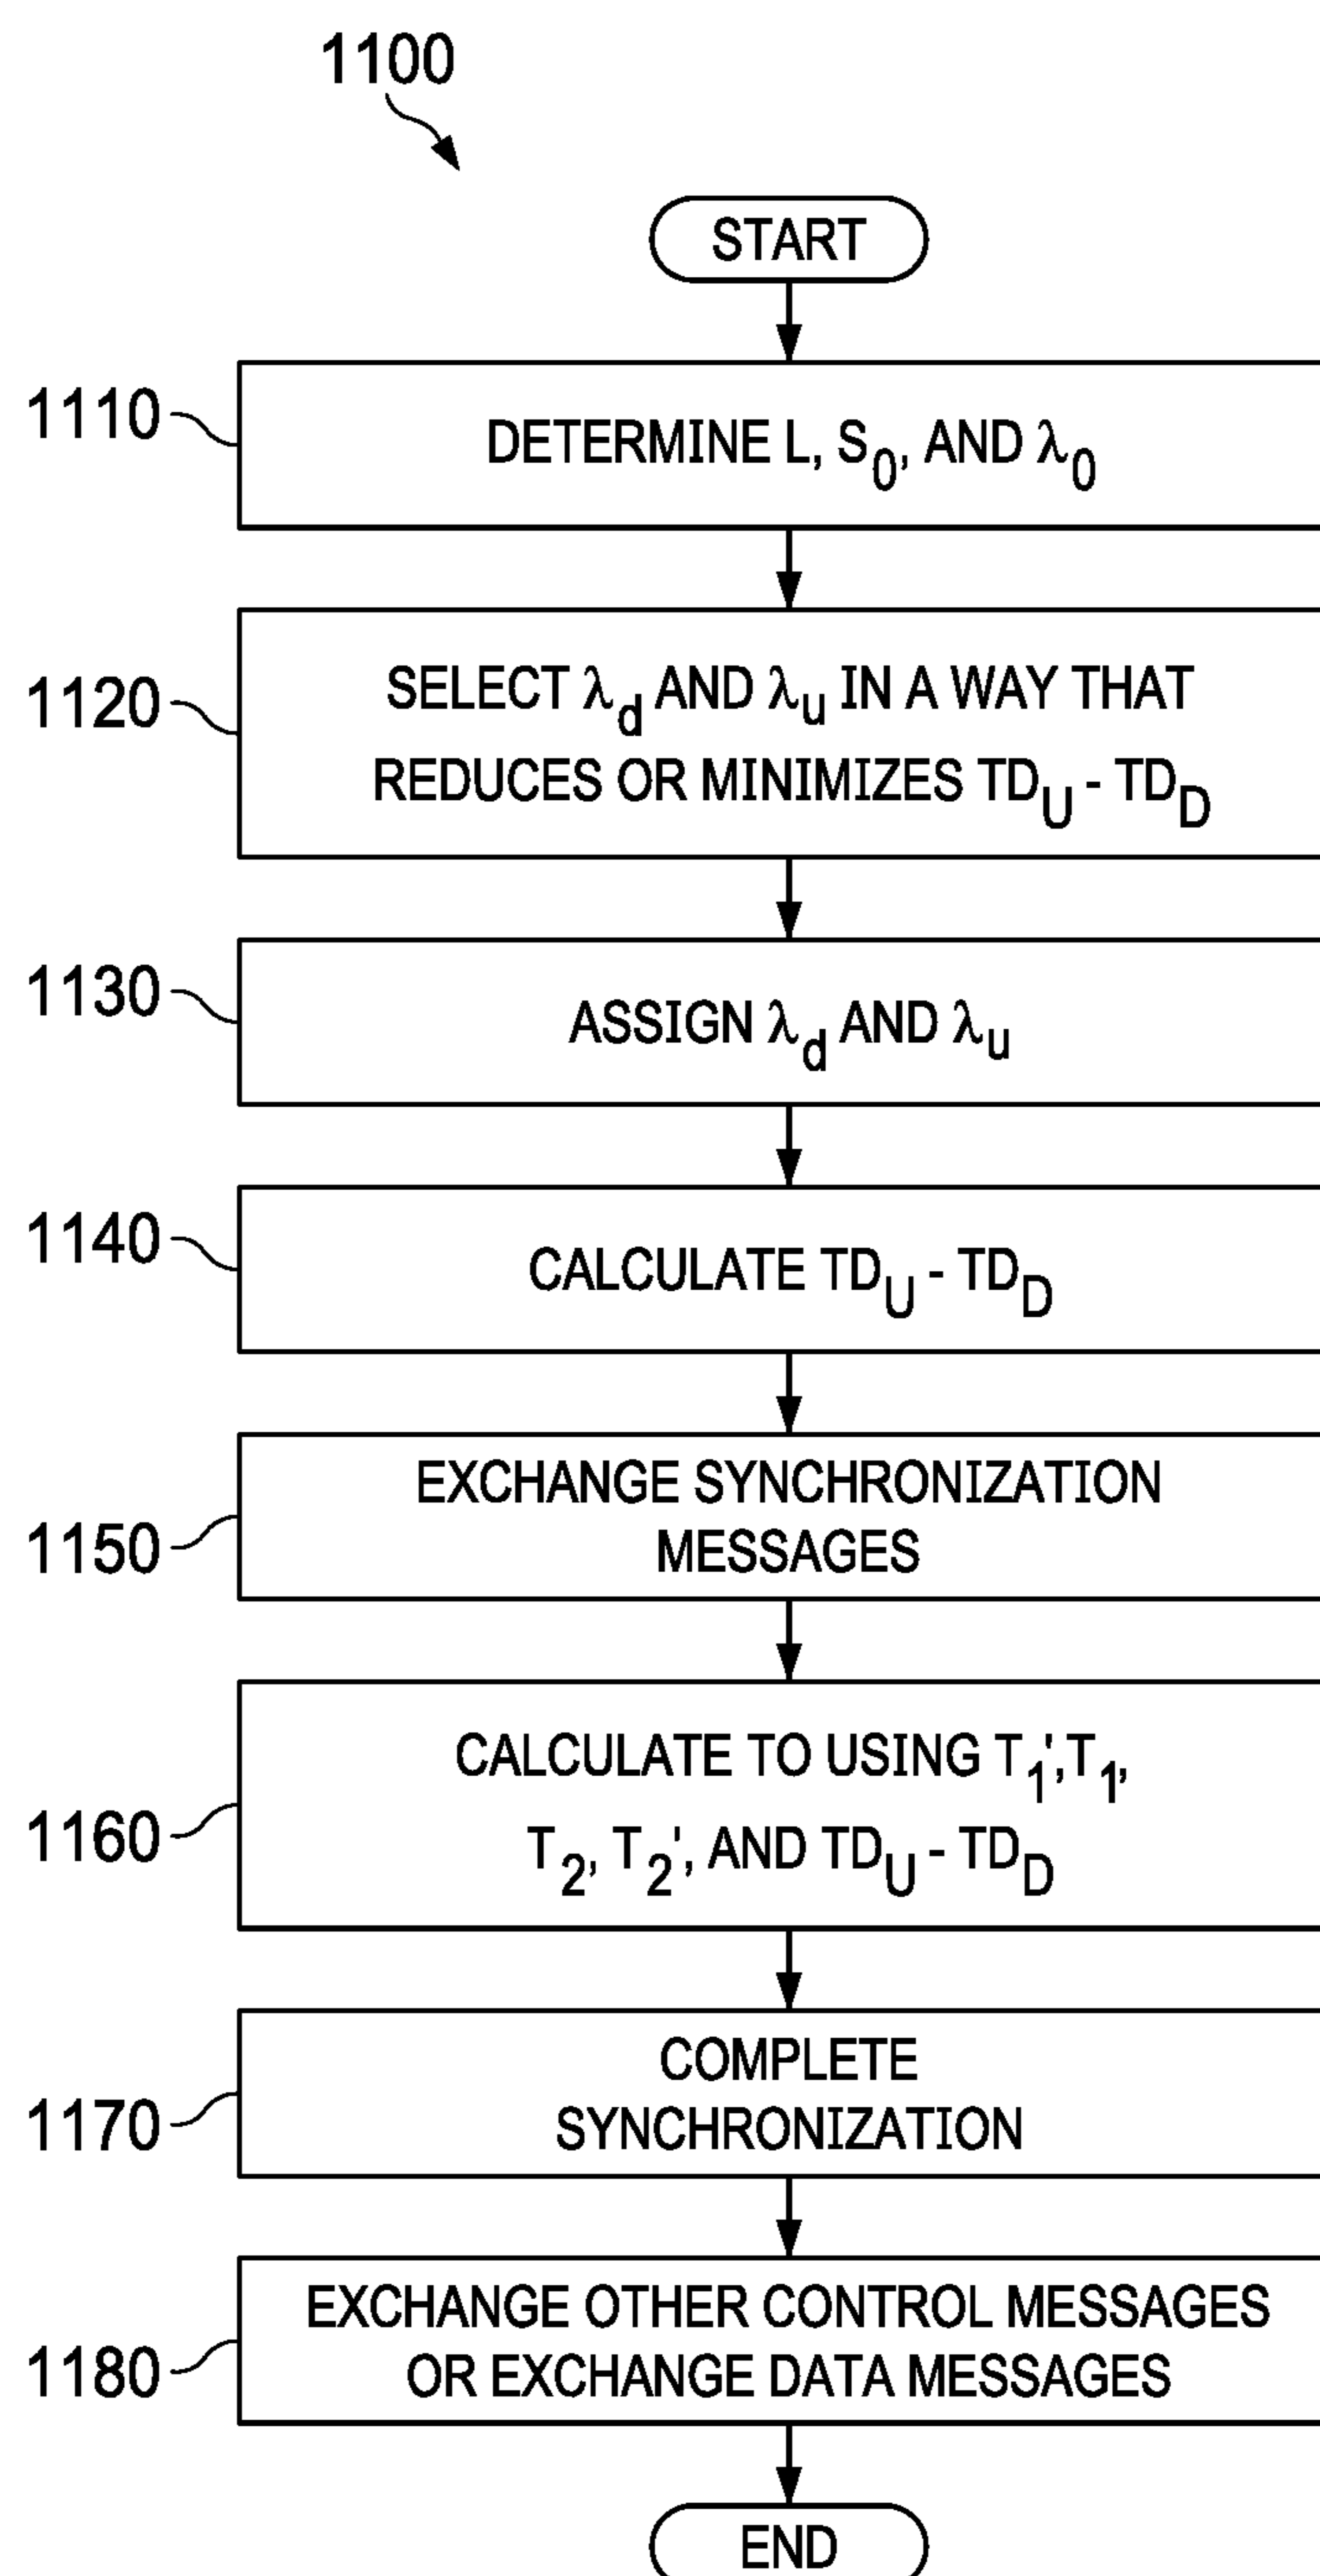 1100
START
1110
DETERMINE L, S₀, AND λ₀
1120
SELECT λd AND λu IN A WAY THAT
REDUCES OR MINIMIZES TDU - TDD
1130
ASSIGN λd AND λu
1140
CALCULATE TDU - TDD
1150
EXCHANGE SYNCHRONIZATION
MESSAGES
1160
CALCULATE TO USING T₁', T₁,
T₂, T₂', AND TDU - TDD
1170
COMPLETE
SYNCHRONIZATION
1180
EXCHANGE OTHER CONTROL MESSAGES
OR EXCHANGE DATA MESSAGES
END